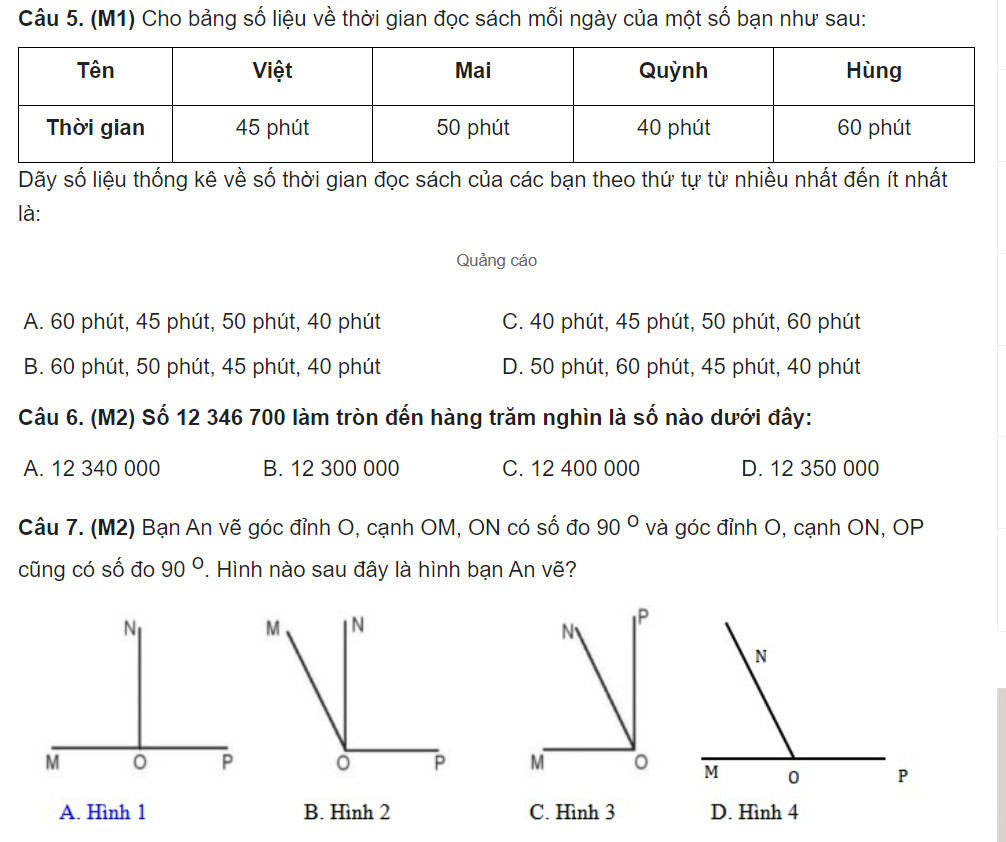 Câu 5. (M1) Cho bảng số liệu về thời gian đọc sách mỗi ngày của một số bạn như sau:
Tên Việt Mai Quỳnh Hùng
Thời gian 45 phút 50 phút 40 phút 60 phút
Dãy số liệu thống kê về số thời gian đọc sách của các bạn theo thứ tự từ nhiều nhất đến ít nhất
là:
Quảng cáo
A. 60 phút, 45 phút, 50 phút, 40 phút C. 40 phút, 45 phút, 50 phút, 60 phút
B. 60 phút, 50 phút, 45 phút, 40 phút D. 50 phút, 60 phút, 45 phút, 40 phút
Câu 6. (M2) Số 12 346 700 làm tròn đến hàng trăm nghìn là số nào dưới đây:
A. 12 340 000 B. 12 300 000 C. 12 400 000 D. 12 350 000
Câu 7. (M2) Bạn An vẽ góc đỉnh O, cạnh OM, ON có số đo 90 ᴼ và góc đỉnh O, cạnh ON, OP
cũng có số đo 90 ᴼ. Hình nào sau đây là hình bạn An vẽ?
N M N N P N
M O P O P M O M O P
A. Hình 1 B. Hình 2 C. Hình 3 D. Hình 4